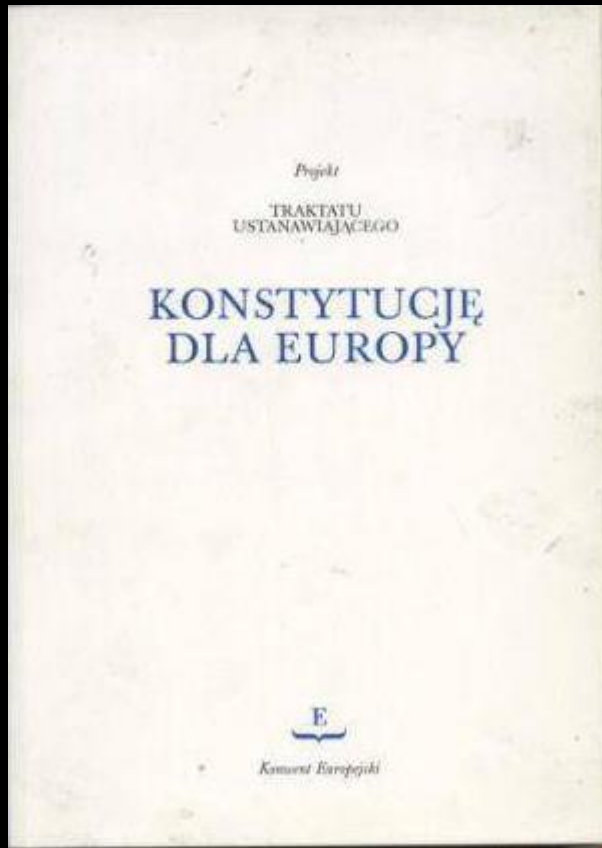 Projekt
TRAKTATU
USTANAWIAJĄCEGO
KONSTYTUCJĘ
DLA EUROPY
E
Konwent Europejski